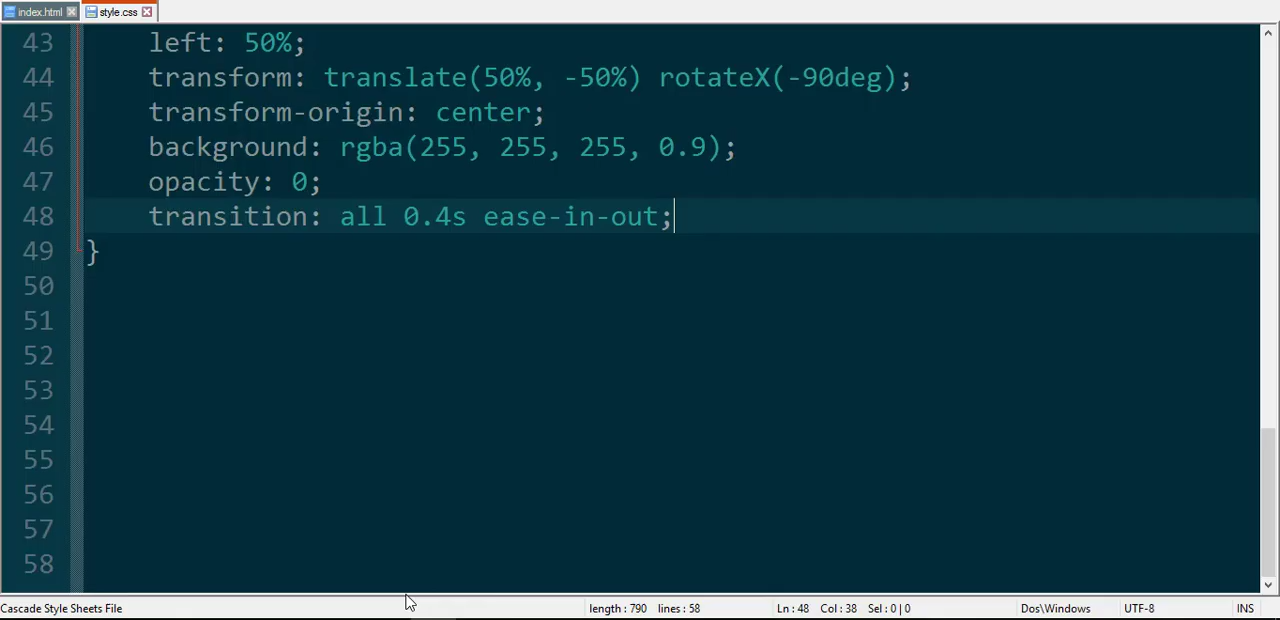 index.html style.css
43 left: 50%;
44 transform: translate(50%, -50%) rotateX(-90deg);
45 transform-origin: center;
46 background: rgba(255, 255, 255, 0.9);
47 opacity: 0;
48 transition: all 0.4s ease-in-out;
49 }
50
51
52
53
54
55
56
57
58
Cascade Style Sheets File length : 790 lines : 58 Ln : 48 Col : 38 Sel : 0 | 0 Dos\Windows UTF-8 INS